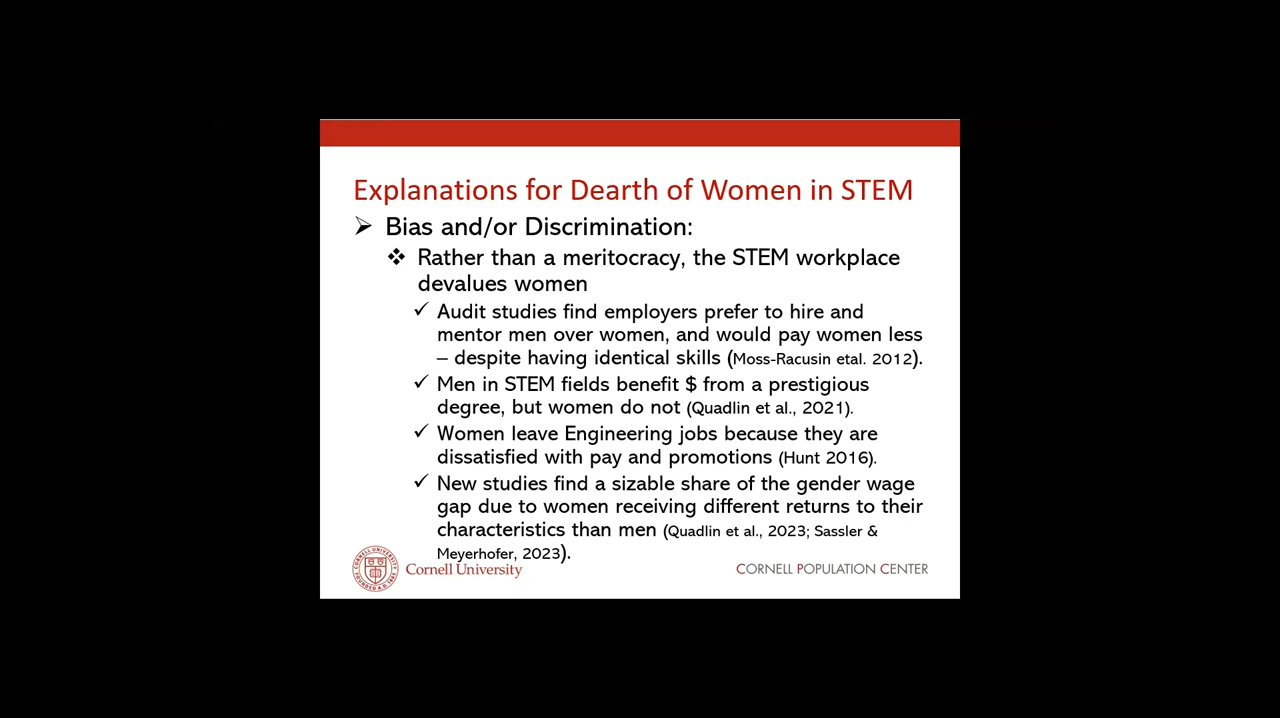 Explanations for Dearth of Women in STEM
➢ Bias and/or Discrimination:
❖ Rather than a meritocracy, the STEM workplace
devalues women
✓ Audit studies find employers prefer to hire and
mentor men over women, and would pay women less
– despite having identical skills (Moss-Racusin etal. 2012).
✓ Men in STEM fields benefit $ from a prestigious
degree, but women do not (Quadlin et al., 2021).
✓ Women leave Engineering jobs because they are
dissatisfied with pay and promotions (Hunt 2016).
✓ New studies find a sizable share of the gender wage
gap due to women receiving different returns to their
characteristics than men (Quadlin et al., 2023; Sassler &
Meyerhofer, 2023).
Cornell University
CORNELL POPULATION CENTER